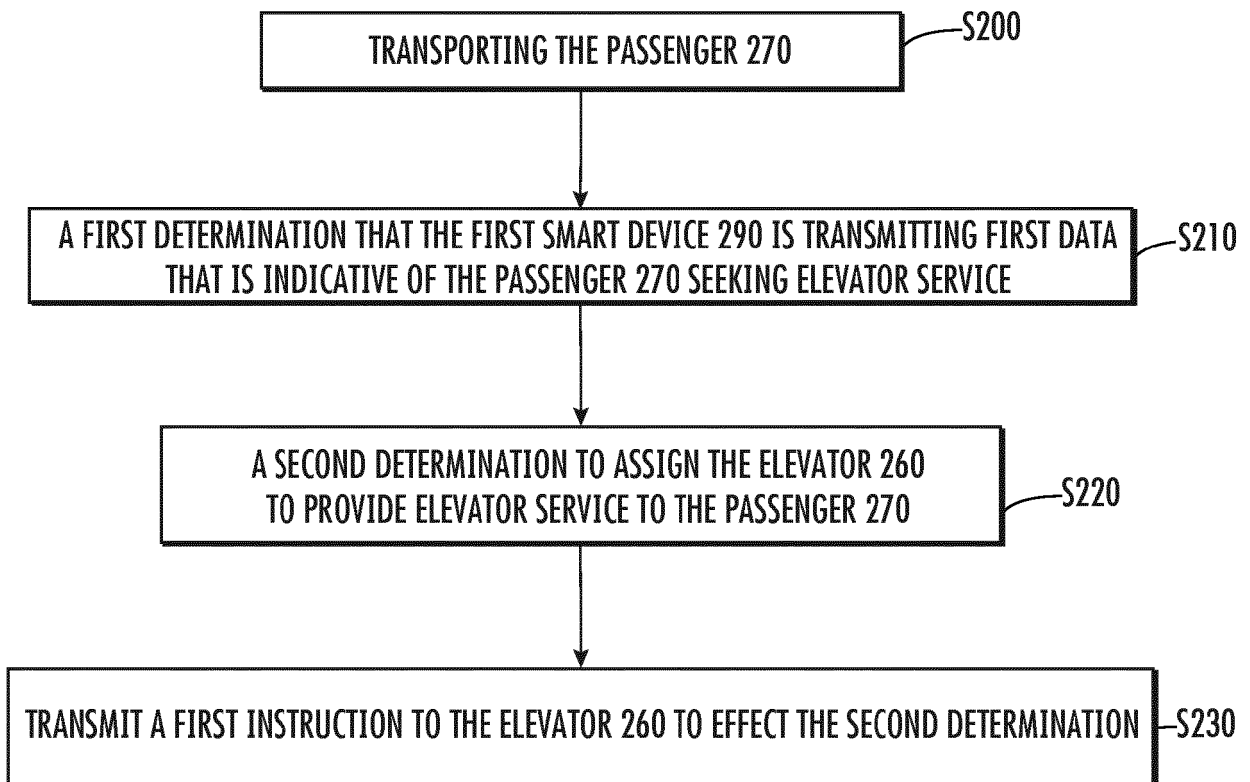 TRANSPORTING THE PASSENGER 270
S200
A FIRST DETERMINATION THAT THE FIRST SMART DEVICE 290 IS TRANSMITTING FIRST DATA
THAT IS INDICATIVE OF THE PASSENGER 270 SEEKING ELEVATOR SERVICE
S210
A SECOND DETERMINATION TO ASSIGN THE ELEVATOR 260
TO PROVIDE ELEVATOR SERVICE TO THE PASSENGER 270
S220
TRANSMIT A FIRST INSTRUCTION TO THE ELEVATOR 260 TO EFFECT THE SECOND DETERMINATION
S230